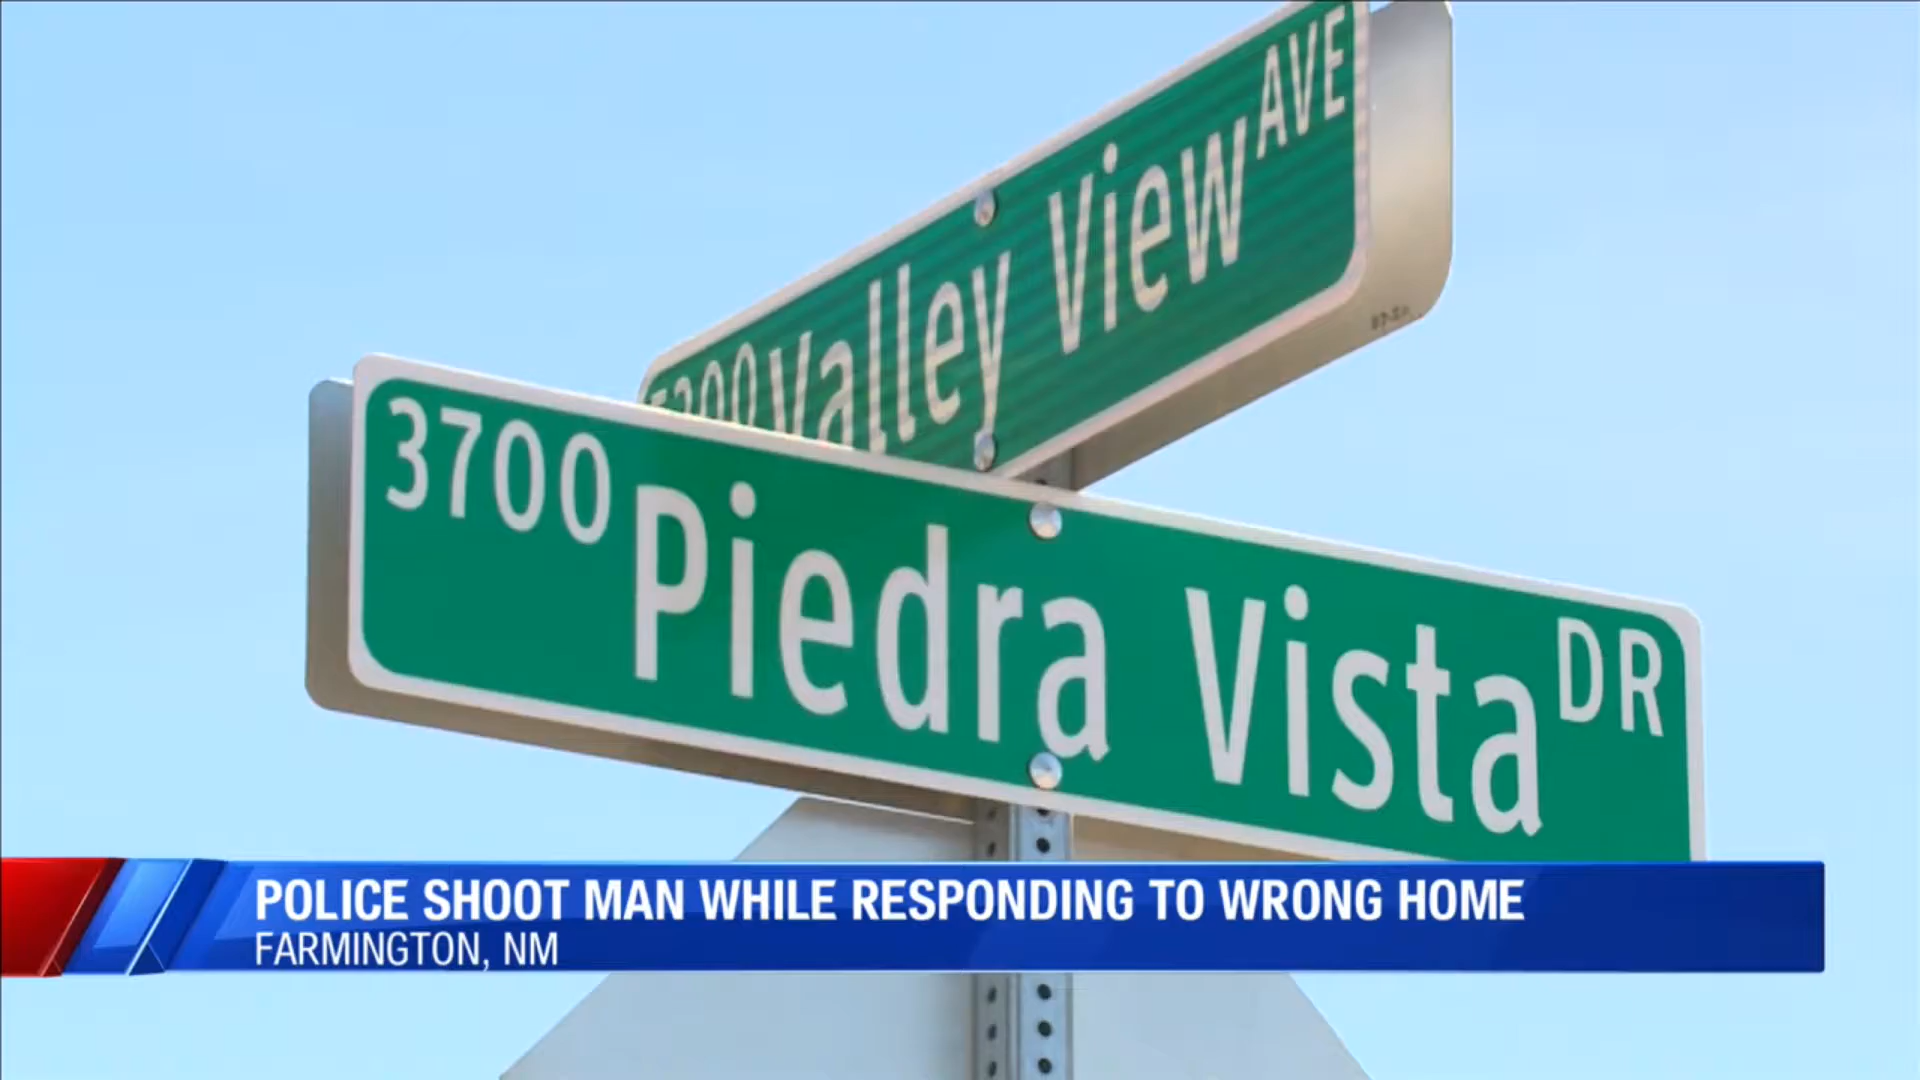 Valley View AVE
3700 Piedra Vista DR
POLICE SHOOT MAN WHILE RESPONDING TO WRONG HOME
FARMINGTON, NM